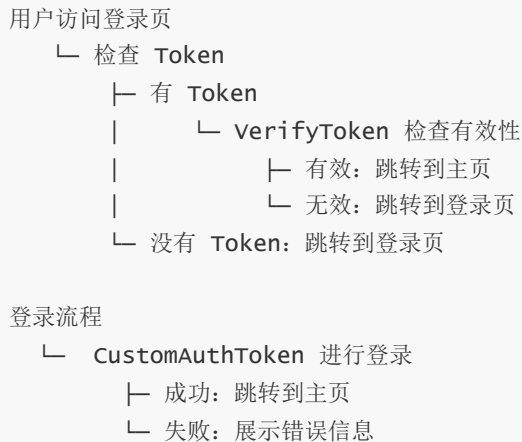 用户访问登录页
└─ 检查 Token
├─ 有 Token
│ └─ VerifyToken 检查有效性
│ ├─ 有效：跳转到主页
│ └─ 无效：跳转到登录页
└─ 没有 Token：跳转到登录页
登录流程
└─ CustomAuthToken 进行登录
├─ 成功：跳转到主页
└─ 失败：展示错误信息